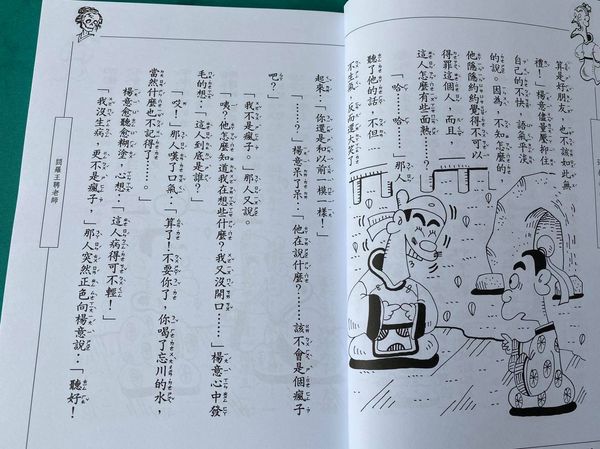 算是好朋友，也不該如此無
禮！」楊意儘量壓抑住
自己的不快，語氣平淡
的說。因為，不知怎麼的
他隱隱約約覺得不可以
得罪這個人，而且
這人怎麼有些面熟……
「哈……哈哈……」那人
聽了他的話，不但
不生氣，反而還大笑了
起來：「你還是和以前一模一樣！」
「……？」楊意呆了呆：「他在說什麼？……該不會是個瘋子
吧？」
「我不是瘋子。」那人又說。
「咦？他怎麼知道我在想些什麼？我又沒開口……」楊意心中發
毛的想：「這人到底是誰？」
「哎！」那人嘆了口氣：「算了！不要你了，你喝了忘川的水，
當然什麼也不記得了……。」
楊意愈聽愈糊塗，心想：「這人病得可不輕！」
「我沒生病，更不是瘋子，」那人突然正色向楊意說：「聽好！
閻羅王聘老師